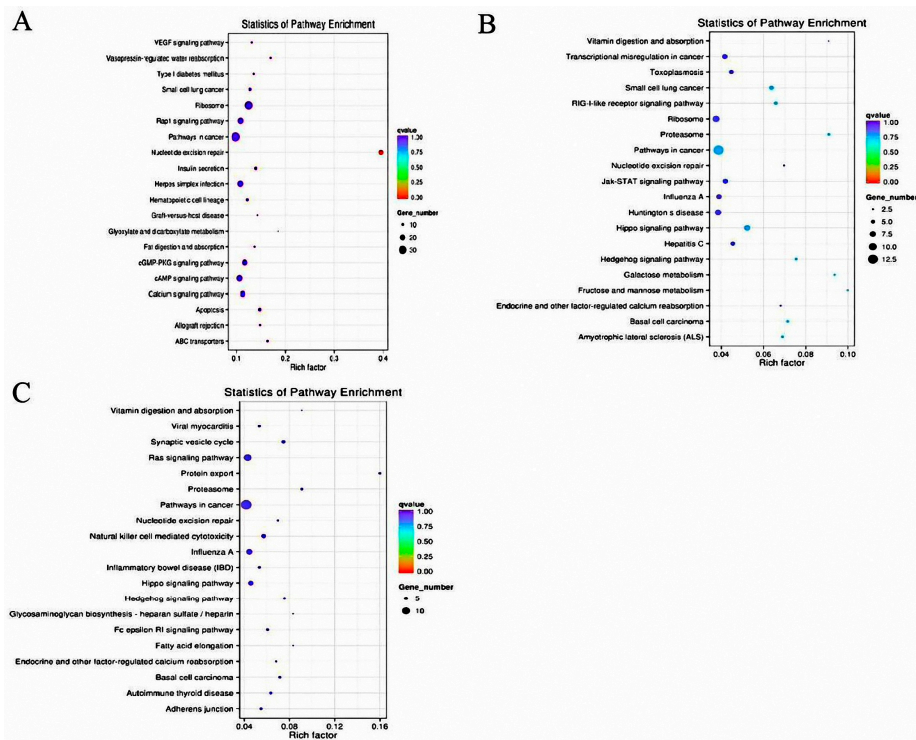 A
Statistics of Pathway Enrichment
VEGF signaling pathway
Vasopressin-regulated water reabsorption
Type I diabetes mellitus
Small cell lung cancer
Ribosome
Rap1 signaling pathway
Pathways in cancer
Nucleotide excision repair
Insulin secretion
Herpes simplex infection
Hematopoietic cell lineage
Graft-versus-host disease
Glyoxylate and dicarboxylate metabolism
Fat digestion and absorption
cGMP-PKG signaling pathway
cAMP signaling pathway
Calcium signaling pathway
Apoptosis
Allograft rejection
ABC transporters
0.1 0.2 0.3 0.4
Rich factor
qvalue
1.00
0.75
0.50
0.25
0.00
Gene_number
10
20
30
B
Statistics of Pathway Enrichment
Vitamin digestion and absorption
Transcriptional misregulation in cancer
Toxoplasmosis
Small cell lung cancer
RIG-I-like receptor signaling pathway
Ribosome
Proteasome
Pathways in cancer
Nucleotide excision repair
Jak-STAT signaling pathway
Influenza A
Huntington s disease
Hippo signaling pathway
Hepatitis C
Hedgehog signaling pathway
Galactose metabolism
Fructose and mannose metabolism
Endocrine and other factor-regulated calcium reabsorption
Basal cell carcinoma
Amyotrophic lateral sclerosis (ALS)
0.04 0.06 0.08 0.10
Rich factor
qvalue
1.00
0.75
0.50
0.25
0.00
Gene_number
2.5
5.0
7.5
10.0
12.5
C
Statistics of Pathway Enrichment
Vitamin digestion and absorption
Viral myocarditis
Synaptic vesicle cycle
Ras signaling pathway
Protein export
Proteasome
Pathways in cancer
Nucleotide excision repair
Natural killer cell mediated cytotoxicity
Influenza A
Inflammatory bowel disease (IBD)
Hippo signaling pathway
Hedgehog signaling pathway
Glycosaminoglycan biosynthesis - heparan sulfate / heparin
Fc epsilon RI signaling pathway
Fatty acid elongation
Endocrine and other factor-regulated calcium reabsorption
Basal cell carcinoma
Autoimmune thyroid disease
Adherens junction
0.04 0.08 0.12 0.16
Rich factor
qvalue
1.00
0.75
0.50
0.25
0.00
Gene_number
5
10